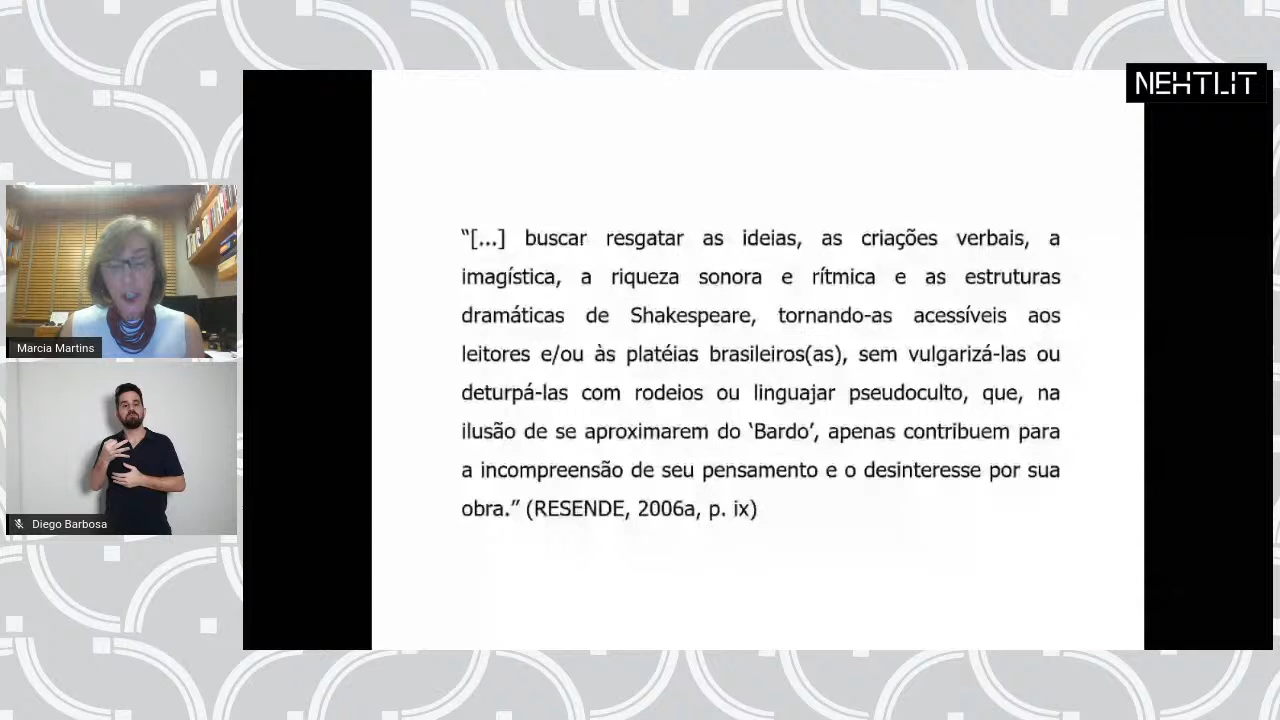 NEHTLIT
“[...] buscar resgatar as ideias, as criações verbais, a
imagística, a riqueza sonora e rítmica e as estruturas
dramáticas de Shakespeare, tornando-as acessíveis aos
leitores e/ou às platéias brasileiros(as), sem vulgarizá-las ou
deturpá-las com rodeios ou linguajar pseudoculto, que, na
ilusão de se aproximarem do ‘Bardo’, apenas contribuem para
a incompreensão de seu pensamento e o desinteresse por sua
obra.” (RESENDE, 2006a, p. ix)
Marcia Martins
Diego Barbosa